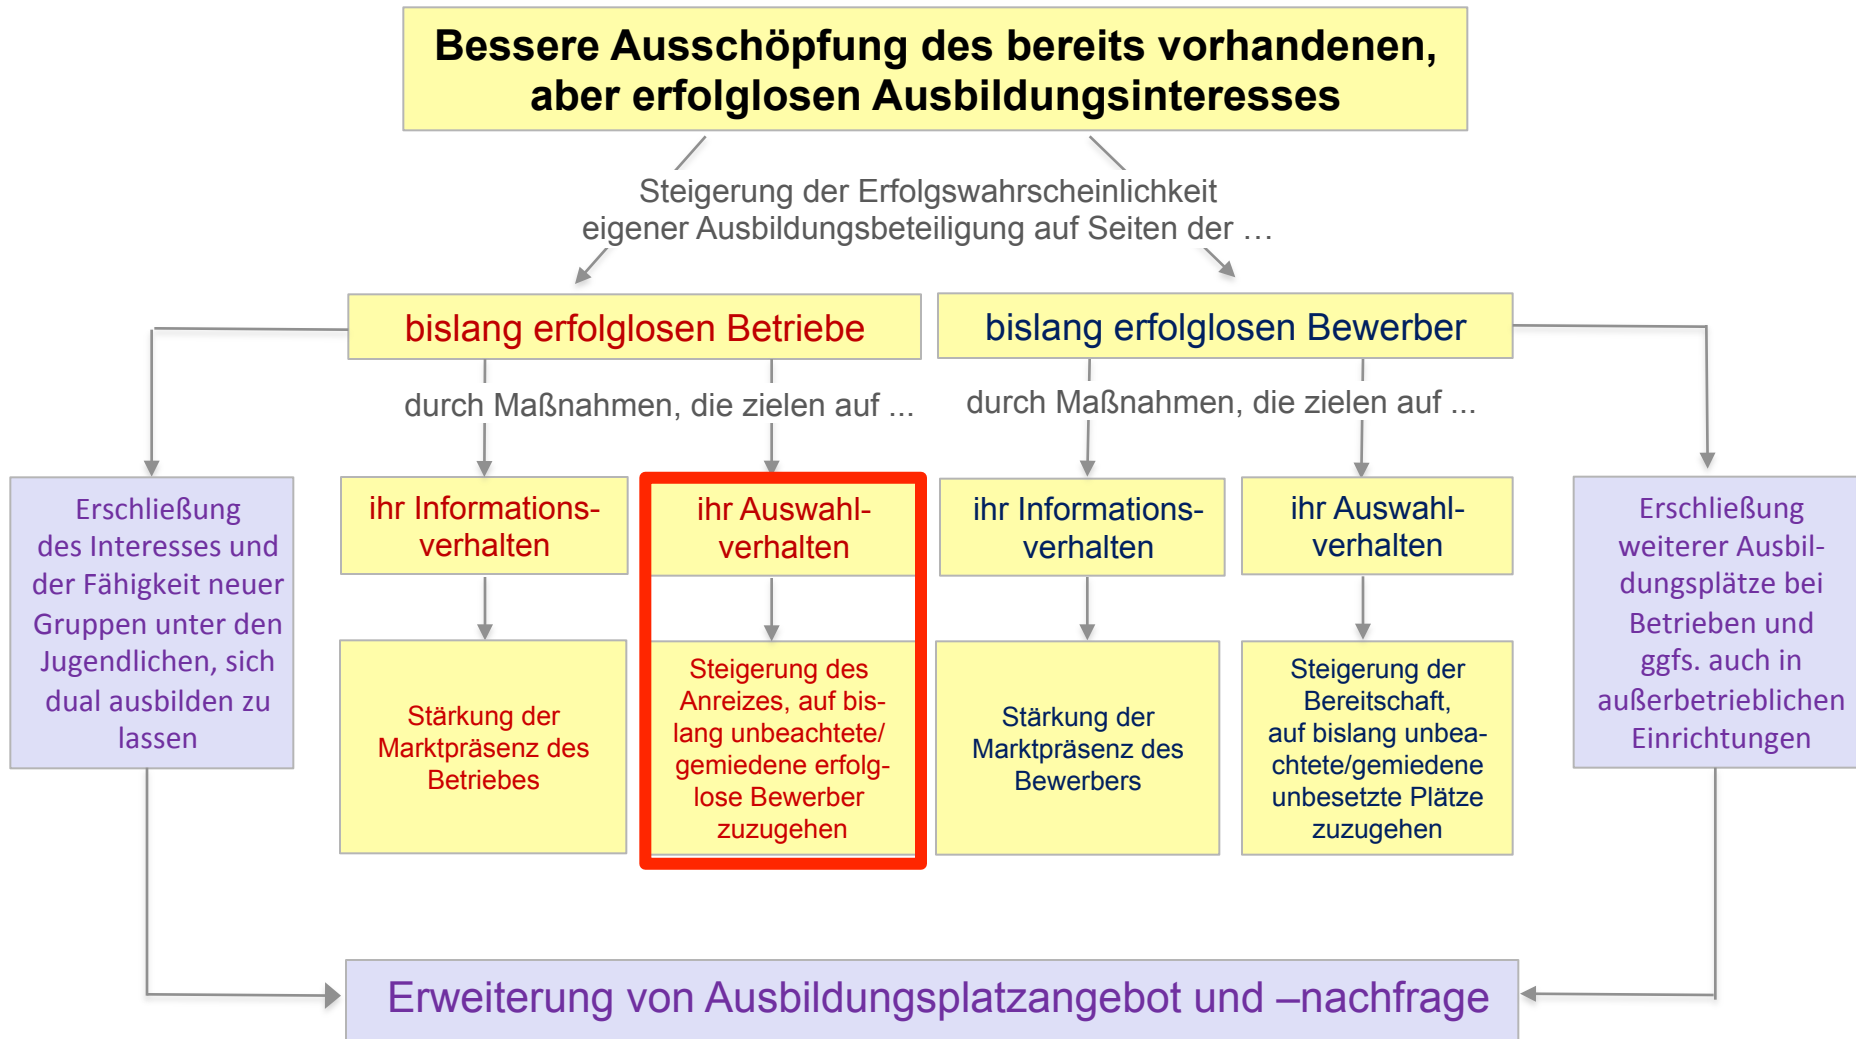 Bessere Ausschöpfung des bereits vorhandenen,
aber erfolglosen Ausbildungsinteresses
Steigerung der Erfolgswahrscheinlichkeit
eigener Ausbildungsbeteiligung auf Seiten der …
bislang erfolglosen Betriebe
bislang erfolglosen Bewerber
durch Maßnahmen, die zielen auf ...
durch Maßnahmen, die zielen auf ...
Erschließung
des Interesses und
der Fähigkeit neuer
Gruppen unter den
Jugendlichen, sich
dual ausbilden zu
lassen
ihr Informations-
verhalten
ihr Auswahl-
verhalten
ihr Informations-
verhalten
ihr Auswahl-
verhalten
Erschließung
weiterer Ausbil-
dungsplätze bei
Betrieben und
ggfs. auch in
außerbetrieblichen
Einrichtungen
Stärkung der
Marktpräsenz des
Betriebes
Steigerung des
Anreizes, auf bis-
lang unbeachtete/
gemiedene erfolg-
lose Bewerber
zuzugehen
Stärkung der
Marktpräsenz des
Bewerbers
Steigerung der
Bereitschaft,
auf bislang unbea-
chtete/gemiedene
unbesetzte Plätze
zuzugehen
Erweiterung von Ausbildungsplatzangebot und –nachfrage